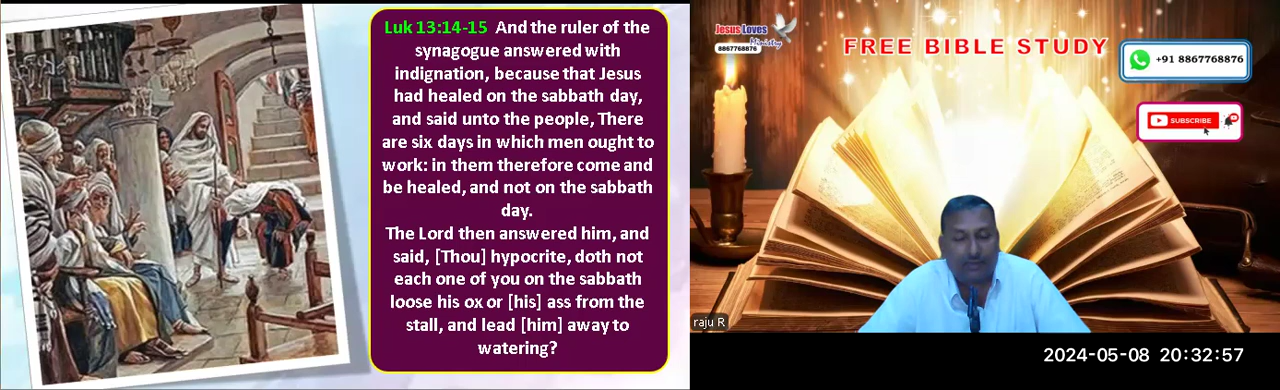 Luk 13:14-15 And the ruler of the
synagogue answered with
indignation, because that Jesus
had healed on the sabbath day,
and said unto the people, There
are six days in which men ought to
work: in them therefore come and
be healed, and not on the sabbath
day.
The Lord then answered him, and
said, [Thou] hypocrite, doth not
each one of you on the sabbath
loose his ox or [his] ass from the
stall, and lead [him] away to
watering?
Jesus Loves
Ministry
8867768876
FREE BIBLE STUDY
+91 8867768876
SUBSCRIBE
raju R
2024-05-08 20:32:57